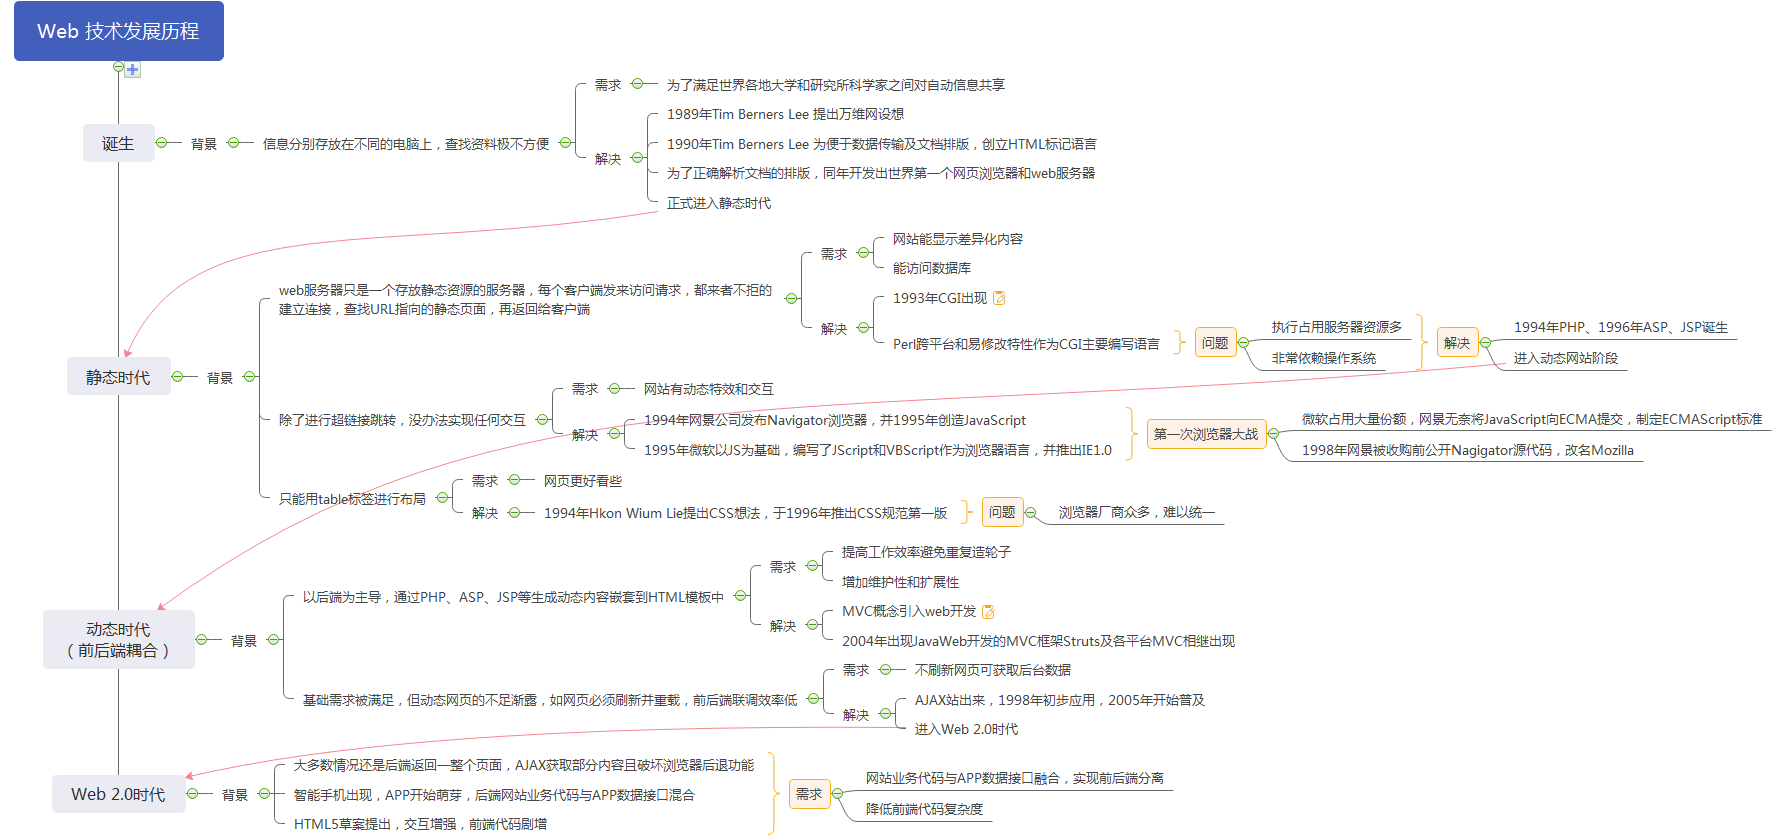 Web 技术发展历程
诞生
背景
信息分别存放在不同的电脑上，查找资料极不方便
需求
为了满足世界各地大学和研究所科学家之间对自动信息共享
解决
1989年Tim Berners Lee 提出万维网设想
1990年Tim Berners Lee 为便于数据传输及文档排版，创立HTML标记语言
为了正确解析文档的排版，同年开发出世界第一个网页浏览器和web服务器
正式进入静态时代
静态时代
背景
web服务器只是一个存放静态资源的服务器，每个客户端发来访问请求，都来者不拒的
建立连接，查找URL指向的静态页面，再返回给客户端
需求
网站能显示差异化内容
能访问数据库
解决
1993年CGI出现
Perl跨平台和易修改特性作为CGI主要编写语言
问题
执行占用服务器资源多
非常依赖操作系统
解决
1994年PHP、1996年ASP、JSP诞生
进入动态网站阶段
除了进行超链接跳转，没办法实现任何交互
需求
网站有动态特效和交互
解决
1994年网景公司发布Navigator浏览器，并1995年创造JavaScript
1995年微软以JS为基础，编写了JScript和VBScript作为浏览器语言，并推出IE1.0
第一次浏览器大战
微软占用大量份额，网景无奈将JavaScript向ECMA提交，制定ECMAScript标准
1998年网景被收购前公开Nagigator源代码，改名Mozilla
只能用table标签进行布局
需求
网页更好看些
解决
1994年Hkon Wium Lie提出CSS想法，于1996年推出CSS规范第一版
问题
浏览器厂商众多，难以统一
动态时代
（前后端耦合）
背景
以后端为主导，通过PHP、ASP、JSP等生成动态内容嵌套到HTML模板中
需求
提高工作效率避免重复造轮子
增加维护性和扩展性
解决
MVC概念引入web开发
2004年出现JavaWeb开发的MVC框架Struts及各平台MVC相继出现
基础需求被满足，但动态网页的不足渐露，如网页必须刷新并重载，前后端联调效率低
需求
不刷新网页可获取后台数据
解决
AJAX站出来，1998年初步应用，2005年开始普及
进入Web 2.0时代
Web 2.0时代
背景
大多数情况还是后端返回一整个页面，AJAX获取部分内容且破坏浏览器后退功能
智能手机出现，APP开始萌芽，后端网站业务代码与APP数据接口混合
HTML5草案提出，交互增强，前端代码剧增
需求
网站业务代码与APP数据接口融合，实现前后端分离
降低前端代码复杂度